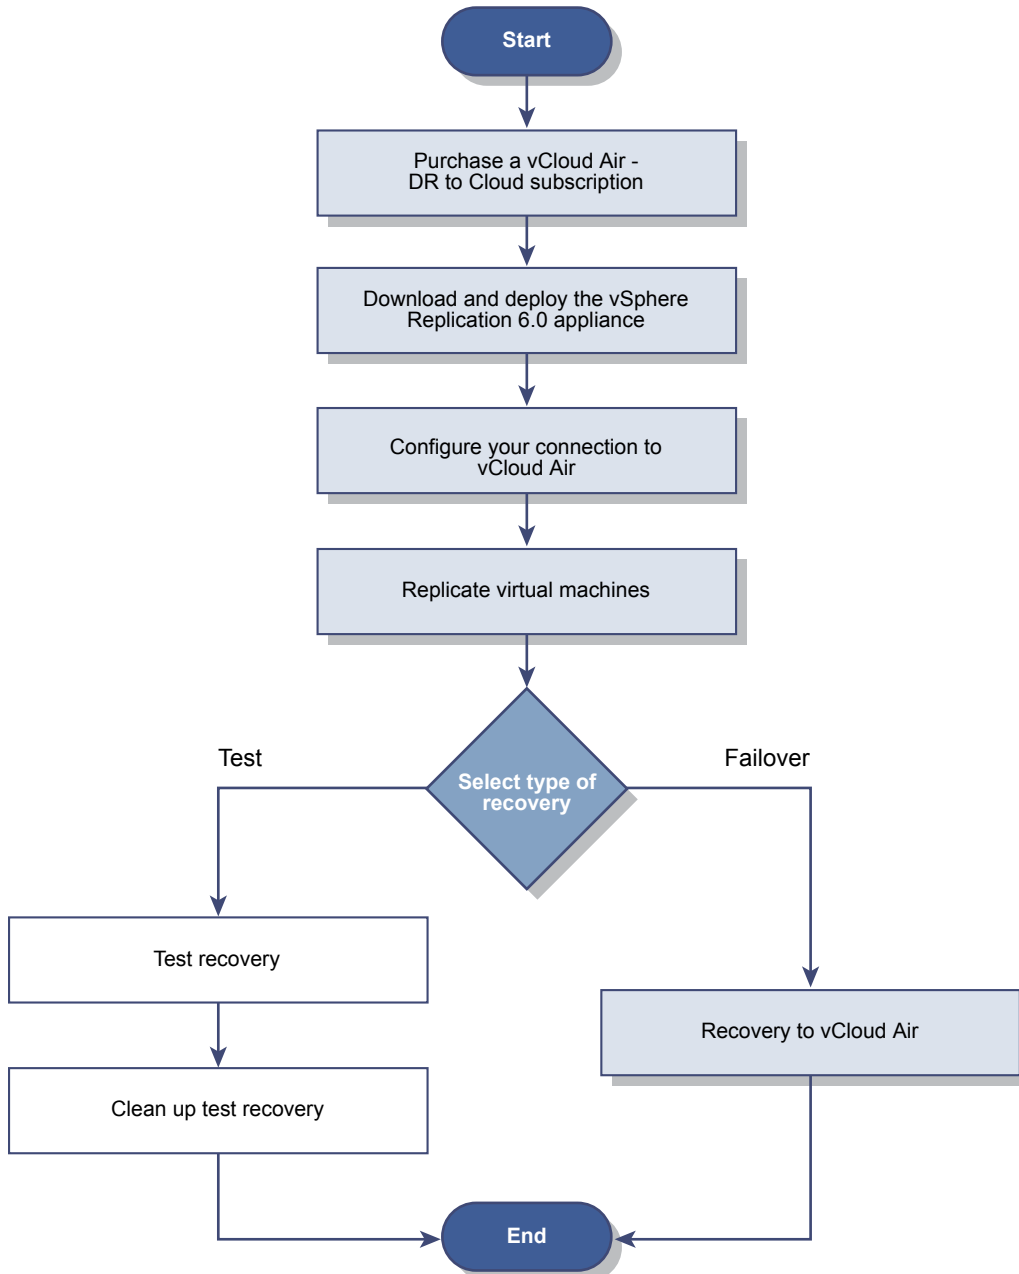 Start
Purchase a vCloud Air -
DR to Cloud subscription
Download and deploy the vSphere
Replication 6.0 appliance
Configure your connection to
vCloud Air
Replicate virtual machines
Test
Failover
Select type of
recovery
Test recovery
Recovery to vCloud Air
Clean up test recovery
End